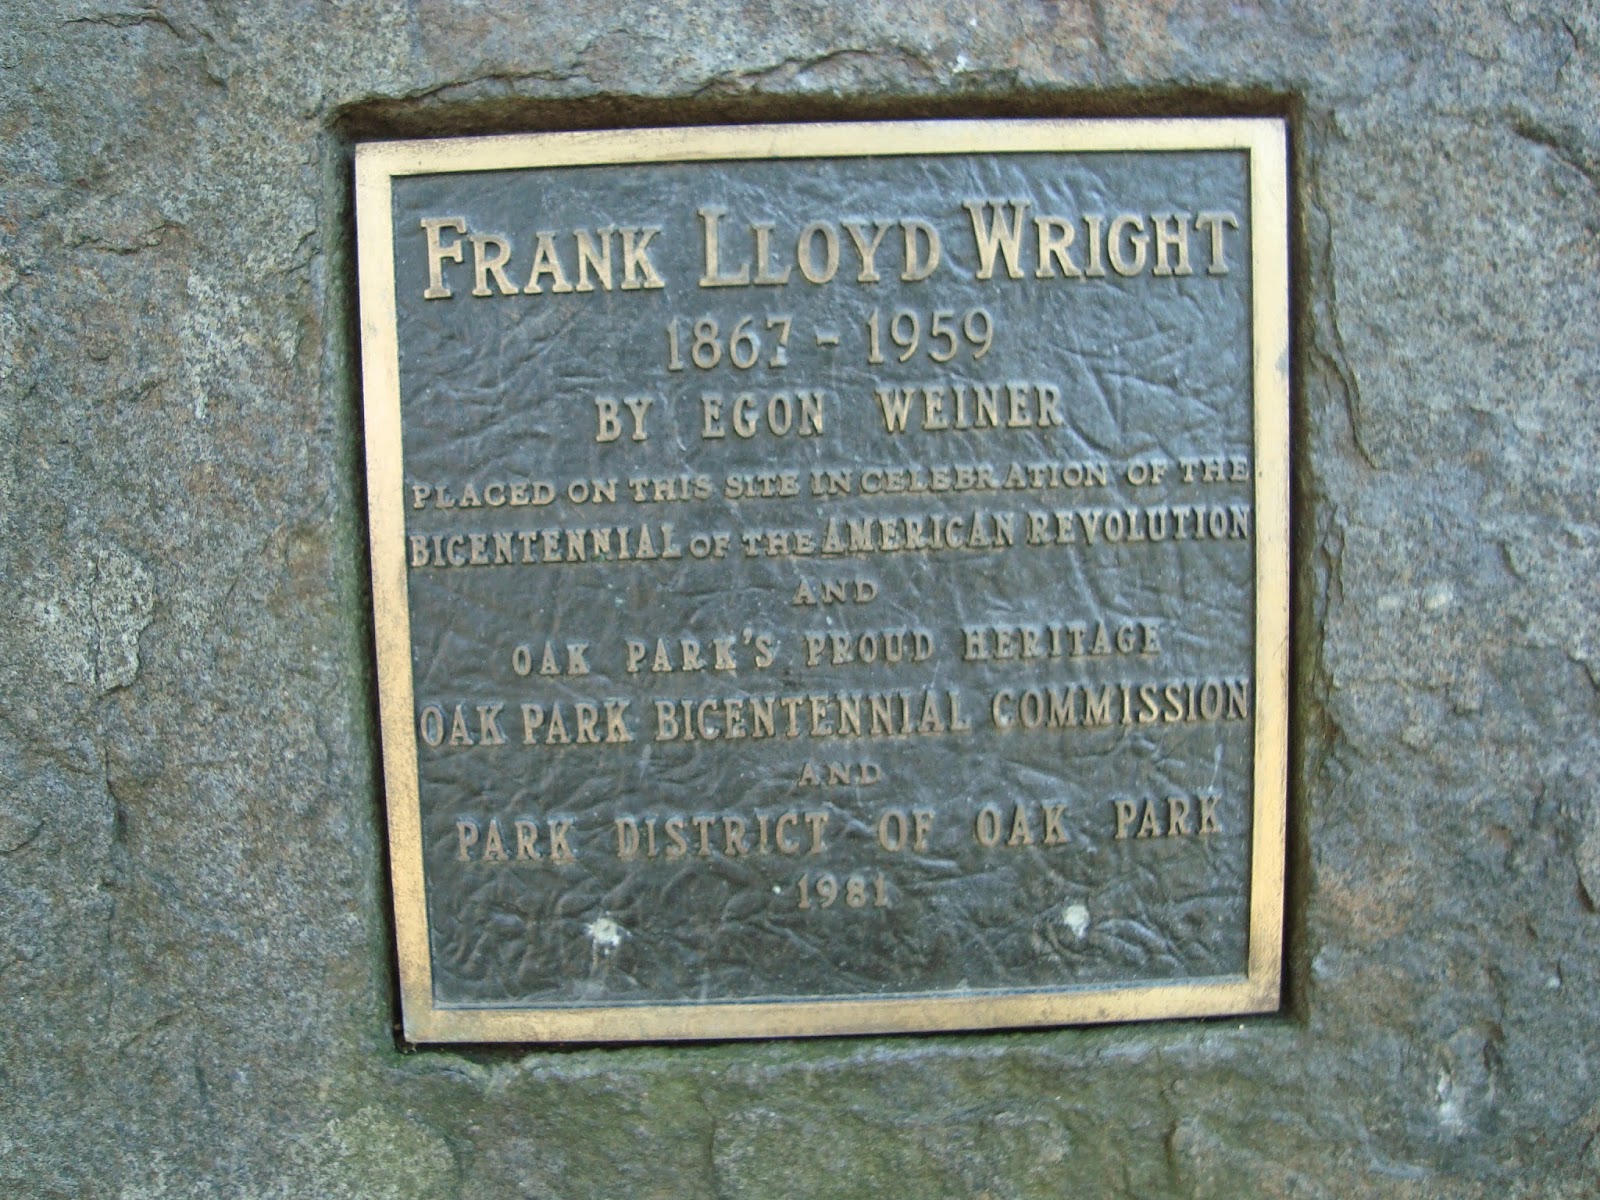 FRANK LLOYD WRIGHT
1867 - 1959
BY EGON WEINER
PLACED ON THIS SITE IN CELEBRATION OF THE
BICENTENNIAL OF THE AMERICAN REVOLUTION
AND
OAK PARK'S PROUD HERITAGE
OAK PARK BICENTENNIAL COMMISSION
AND
PARK DISTRICT OF OAK PARK
1981